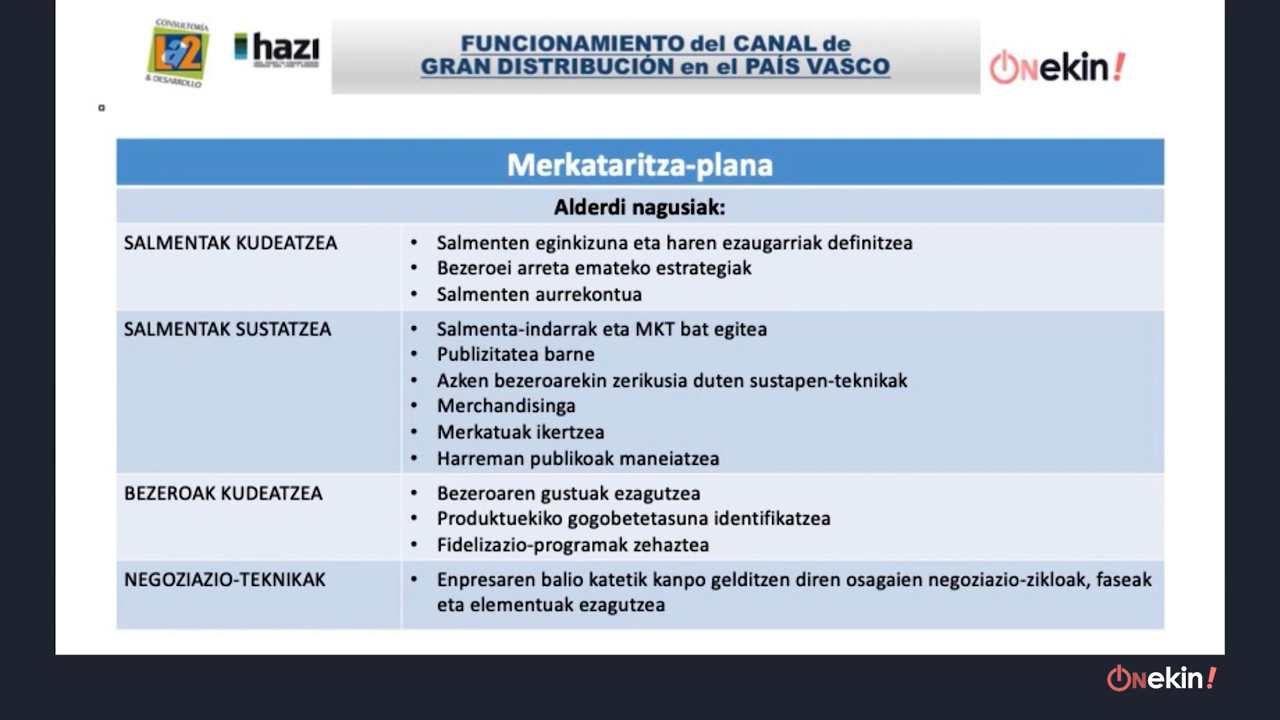 CONSULTORÍA
La2
& DESARROLLO
hazi
FUNCIONAMIENTO del CANAL de
GRAN DISTRIBUCIÓN en el PAÍS VASCO
ONekin!
Merkataritza-plana
Alderdi nagusiak:
SALMENTAK KUDEATZEA
• Salmenten eginkizuna eta haren ezaugarriak definitzea
• Bezeroei arreta emateko estrategiak
• Salmenten aurrekontua
SALMENTAK SUSTATZEA
• Salmenta-indarrak eta MKT bat egitea
• Publizitatea barne
• Azken bezeroarekin zerikusia duten sustapen-teknikak
• Merchandisinga
• Merkatuak ikertzea
• Harreman publikoak maneiatzea
BEZEROAK KUDEATZEA
• Bezeroaren gustuak ezagutzea
• Produktuekiko gogobetetasuna identifikatzea
• Fidelizazio-programak zehaztea
NEGOZIAZIO-TEKNIKAK
• Enpresaren balio katetik kanpo gelditzen diren osagaien negoziazio-zikloak, faseak
eta elementuak ezagutzea
ONekin!